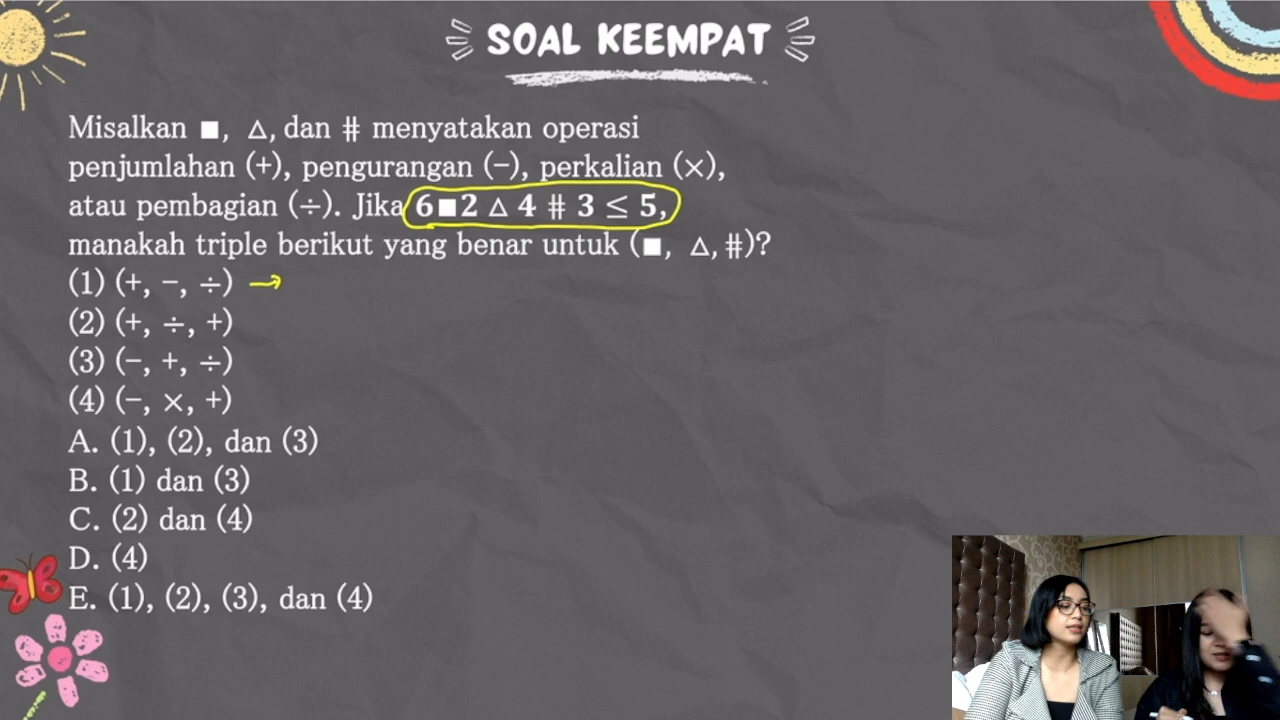 SOAL KEEMPAT
Misalkan ■, △, dan # menyatakan operasi
penjumlahan (+), pengurangan (−), perkalian (×),
atau pembagian (÷). Jika 6■2 △ 4 # 3 ≤ 5,
manakah triple berikut yang benar untuk (■, △, #)?
(1) (+, −, ÷) →
(2) (+, ÷, +)
(3) (−, +, ÷)
(4) (−, ×, +)
A. (1), (2), dan (3)
B. (1) dan (3)
C. (2) dan (4)
D. (4)
E. (1), (2), (3), dan (4)